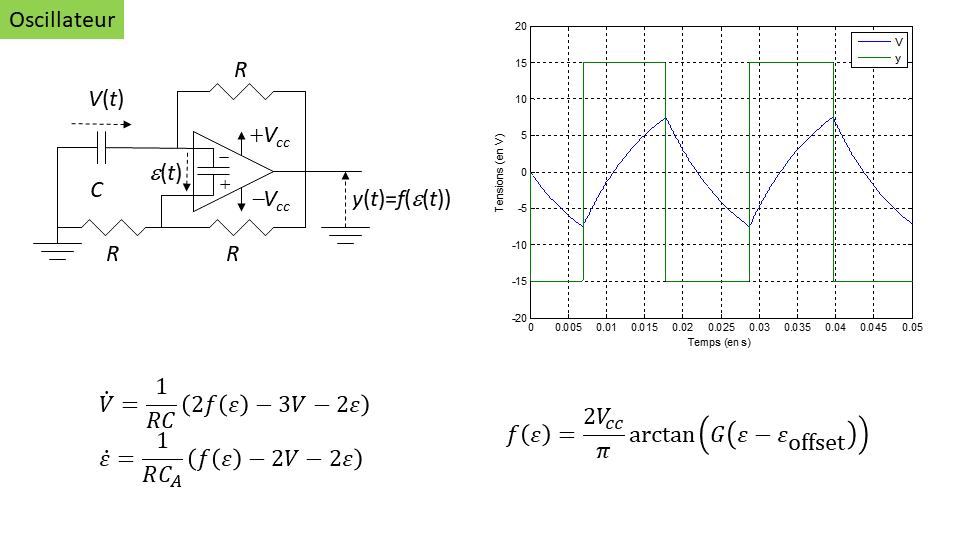 Oscillateur
R
V(t)
+Vcc
−
ε(t)
+
C
−Vcc
y(t)=f(ε(t))
R
R
20
15
10
5
0
-5
-10
-15
-20
Tensions (en V)
V
y
0 0.005 0.01 0.015 0.02 0.025 0.03 0.035 0.04 0.045 0.05
Temps (en s)
V̇ = 1/RC (2f(ε) − 3V − 2ε)
ε̇ = 1/RC_A (f(ε) − 2V − 2ε)
f(ε) = 2Vcc/π arctan(G(ε − ε_offset))